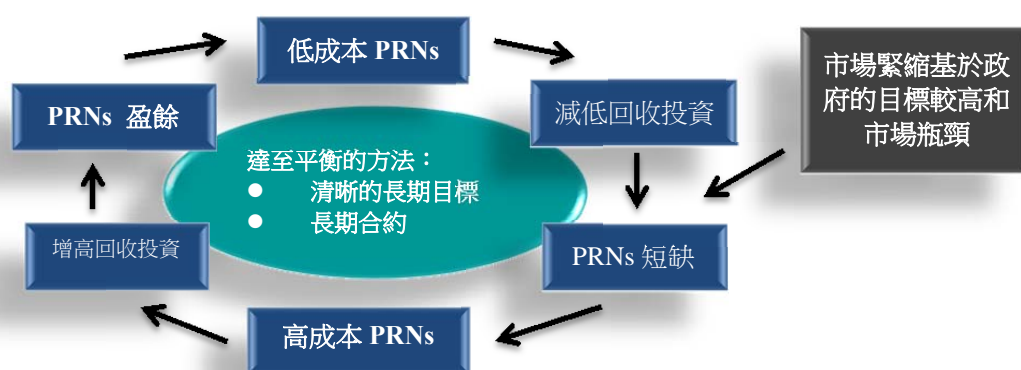 低成本 PRNs
市場緊縮基於政
府的目標較高和
市場瓶頸
PRNs 盈餘
減低回收投資
達至平衡的方法：
● 清晰的長期目標
● 長期合約
增高回收投資
PRNs 短缺
高成本 PRNs